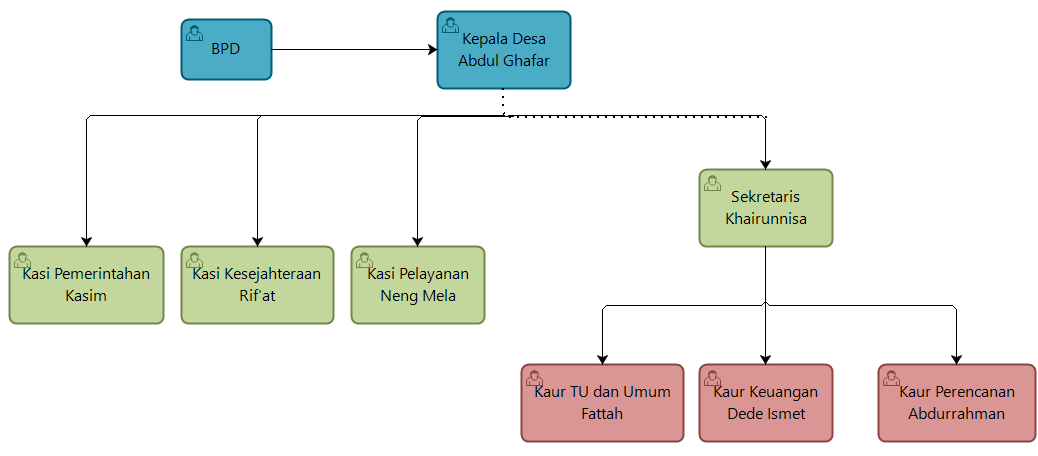 BPD
Kepala Desa
Abdul Ghafar
Sekretaris
Khairunnisa
Kasi Pemerintahan
Kasim
Kasi Kesejahteraan
Rif'at
Kasi Pelayanan
Neng Mela
Kaur TU dan Umum
Fattah
Kaur Keuangan
Dede Ismet
Kaur Perencanan
Abdurrahman